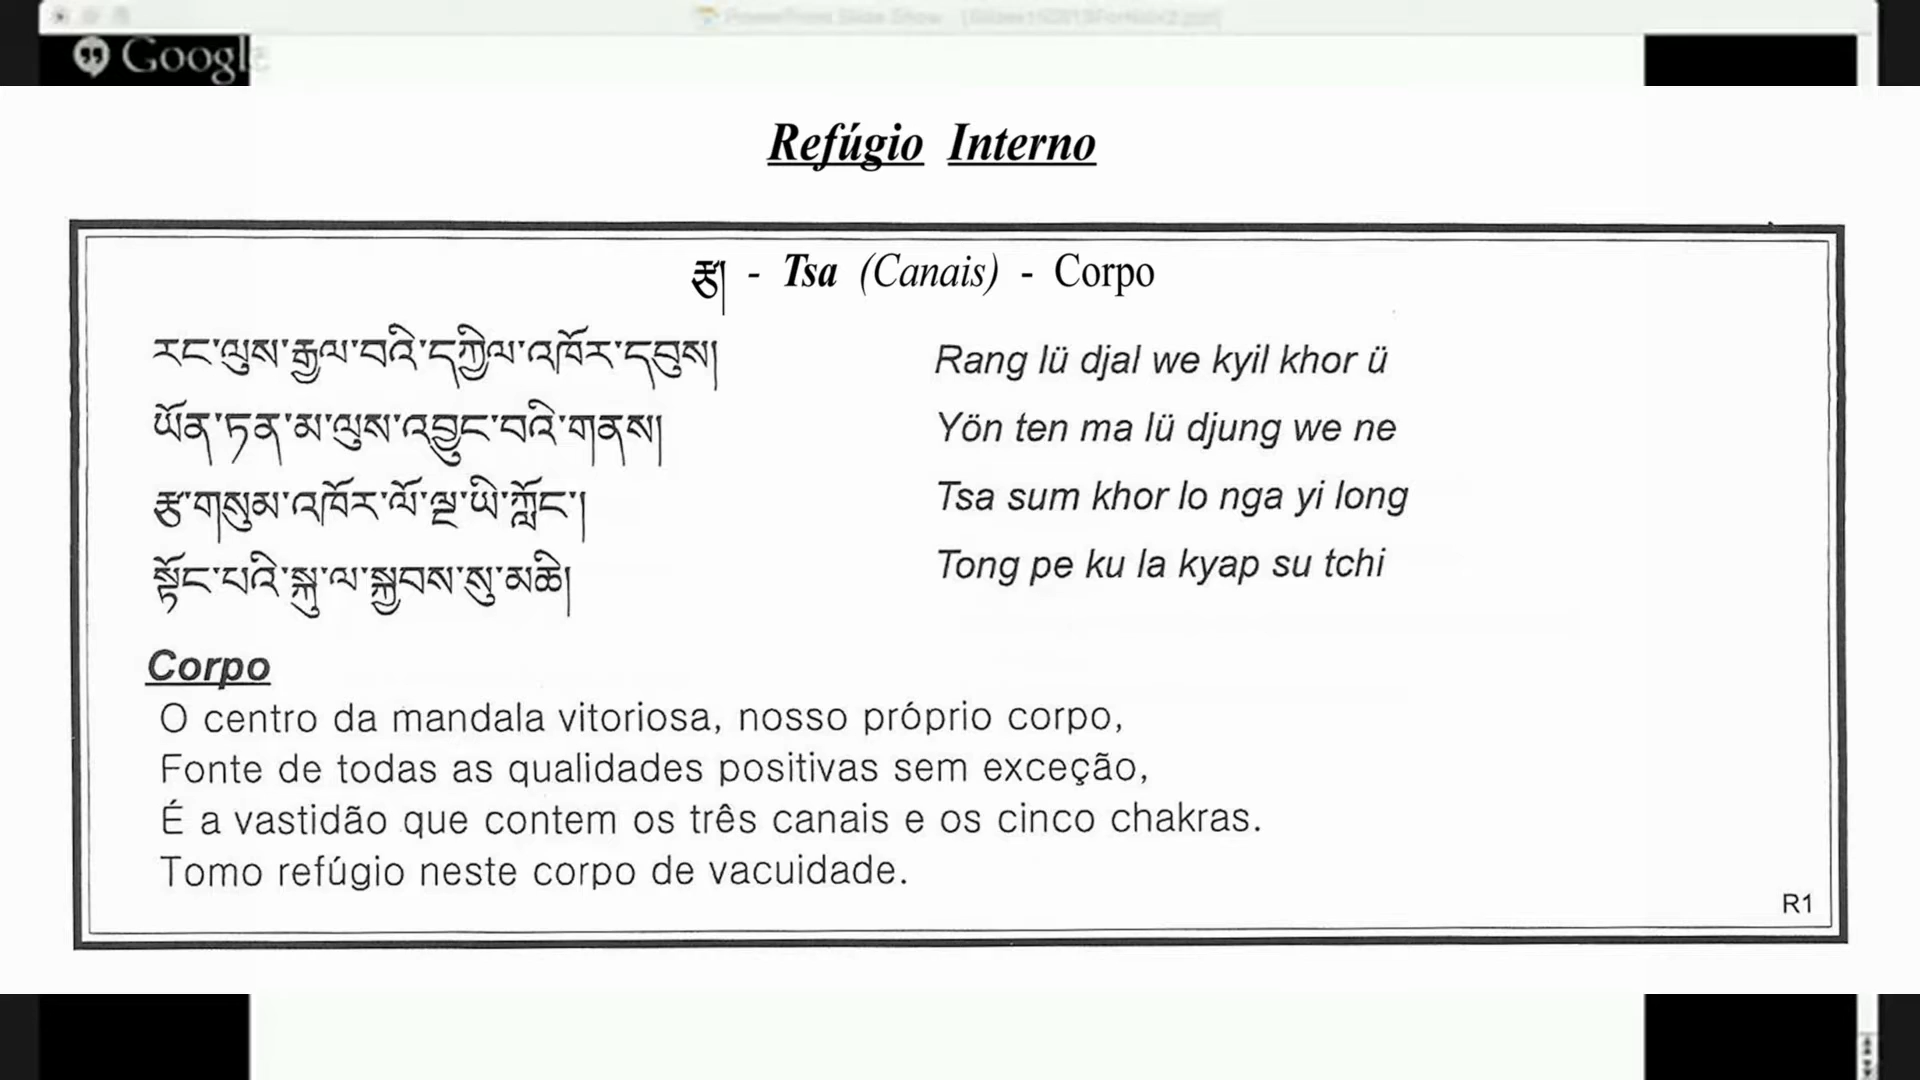 Google
Refúgio Interno
རྩ། - Tsa (Canais) - Corpo
རང་ལུས་རྒྱལ་བའི་དཀྱིལ་འཁོར་དབུས།
Rang lü djal we kyil khor ü
ཡོན་ཏན་མ་ལུས་འབྱུང་བའི་གནས།
Yön ten ma lü djung we ne
རྩ་གསུམ་འཁོར་ལོ་ལྔ་ཡི་ཀློང་།
Tsa sum khor lo nga yi long
སྟོང་པའི་སྐུ་ལ་སྐྱབས་སུ་མཆི།
Tong pe ku la kyap su tchi
Corpo
O centro da mandala vitoriosa, nosso próprio corpo,
Fonte de todas as qualidades positivas sem exceção,
É a vastidão que contem os três canais e os cinco chakras.
Tomo refúgio neste corpo de vacuidade.
R1